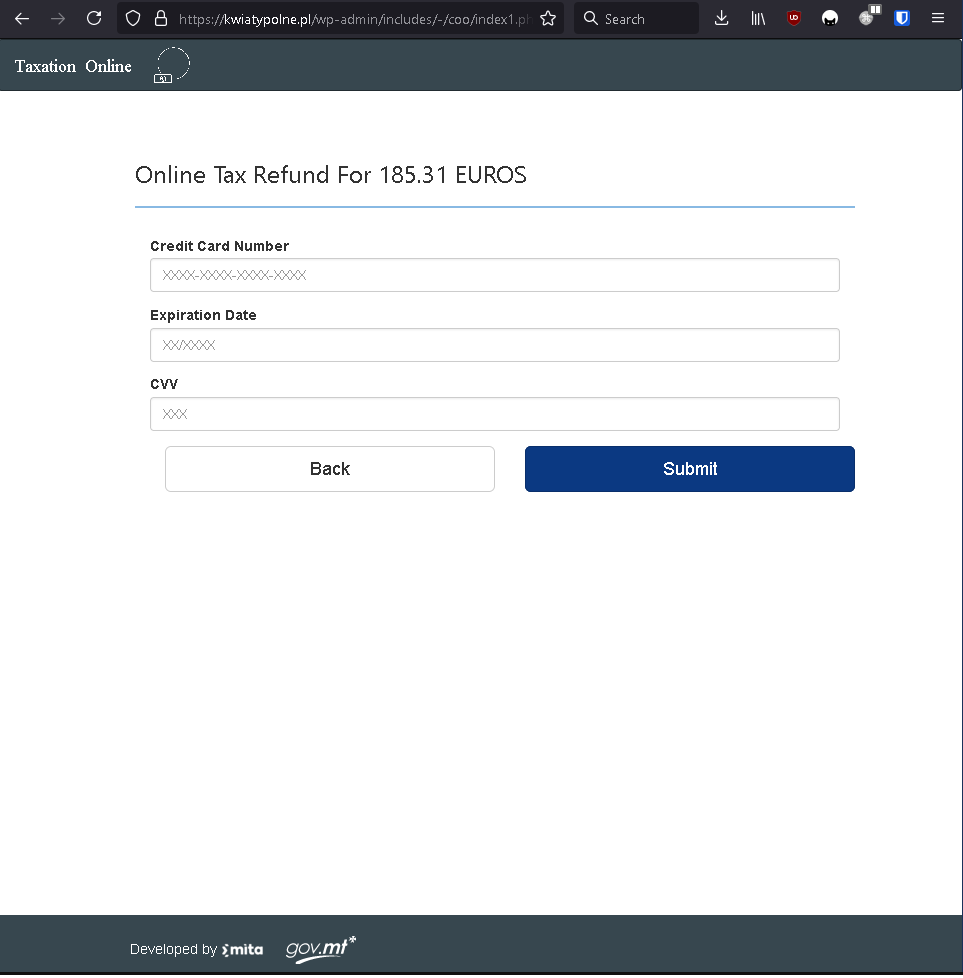 https://kwiatypolne.pl/wp-admin/includes/-/coo/index1.ph
Search
Taxation Online
Online Tax Refund For 185.31 EUROS
Credit Card Number
XXXX-XXXX-XXXX-XXXX
Expiration Date
XX/XXXX
CVV
XXX
Back
Submit
Developed by mita gov.mt